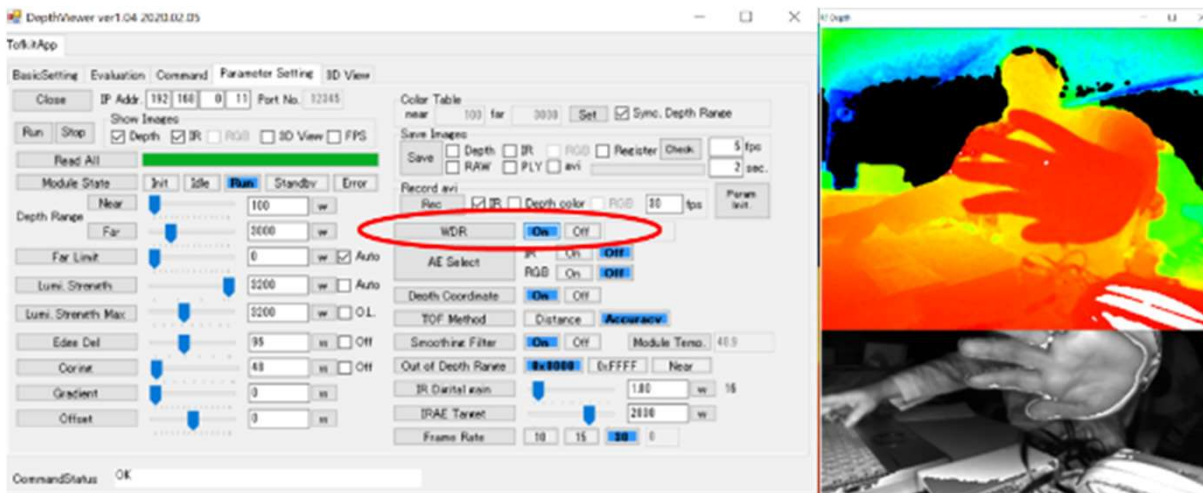 DepthViewer ver1.04 2020.02.05
TofkitApp
BasicSetting Evaluation Command Parameter Setting 3D View
Close IP Addr. 192 168 0 11 Port No. 12345
Show Images
Run Stop Depth IR RGB 3D View FPS
Read All
Module State Init Idle Run Standby Error
Depth Range
Near 100 w
Far 3000 w
Far Limit 0 w Auto
Lumi. Strength 3200 w Auto
Lumi. Strength Max 3200 w O.L.
Edge Del 96 w Off
Coring 48 w Off
Gradient 0 w
Offset 0 w
Color Table
near 100 far 3000 Set Sync. Depth Range
Save Images
Save Depth IR RGB Register Check 5 fps
RAW PLY avi 2 sec.
Record avi
Rec IR Depth color RGB 30 fps
Param Init.
WDR On Off
AE Select
IR On Off
RGB On Off
Depth Coordinate On Off
TOF Method Distance Accuracy
Smoothing Filter On Off Module Temp. 48.9
Out of Depth Range 0x0000 0xFFFF Near
IR Digital gain 1.00 w 16
IRAE Target 2000 w
Frame Rate 10 15 30 0
CommandStatus OK
Depth